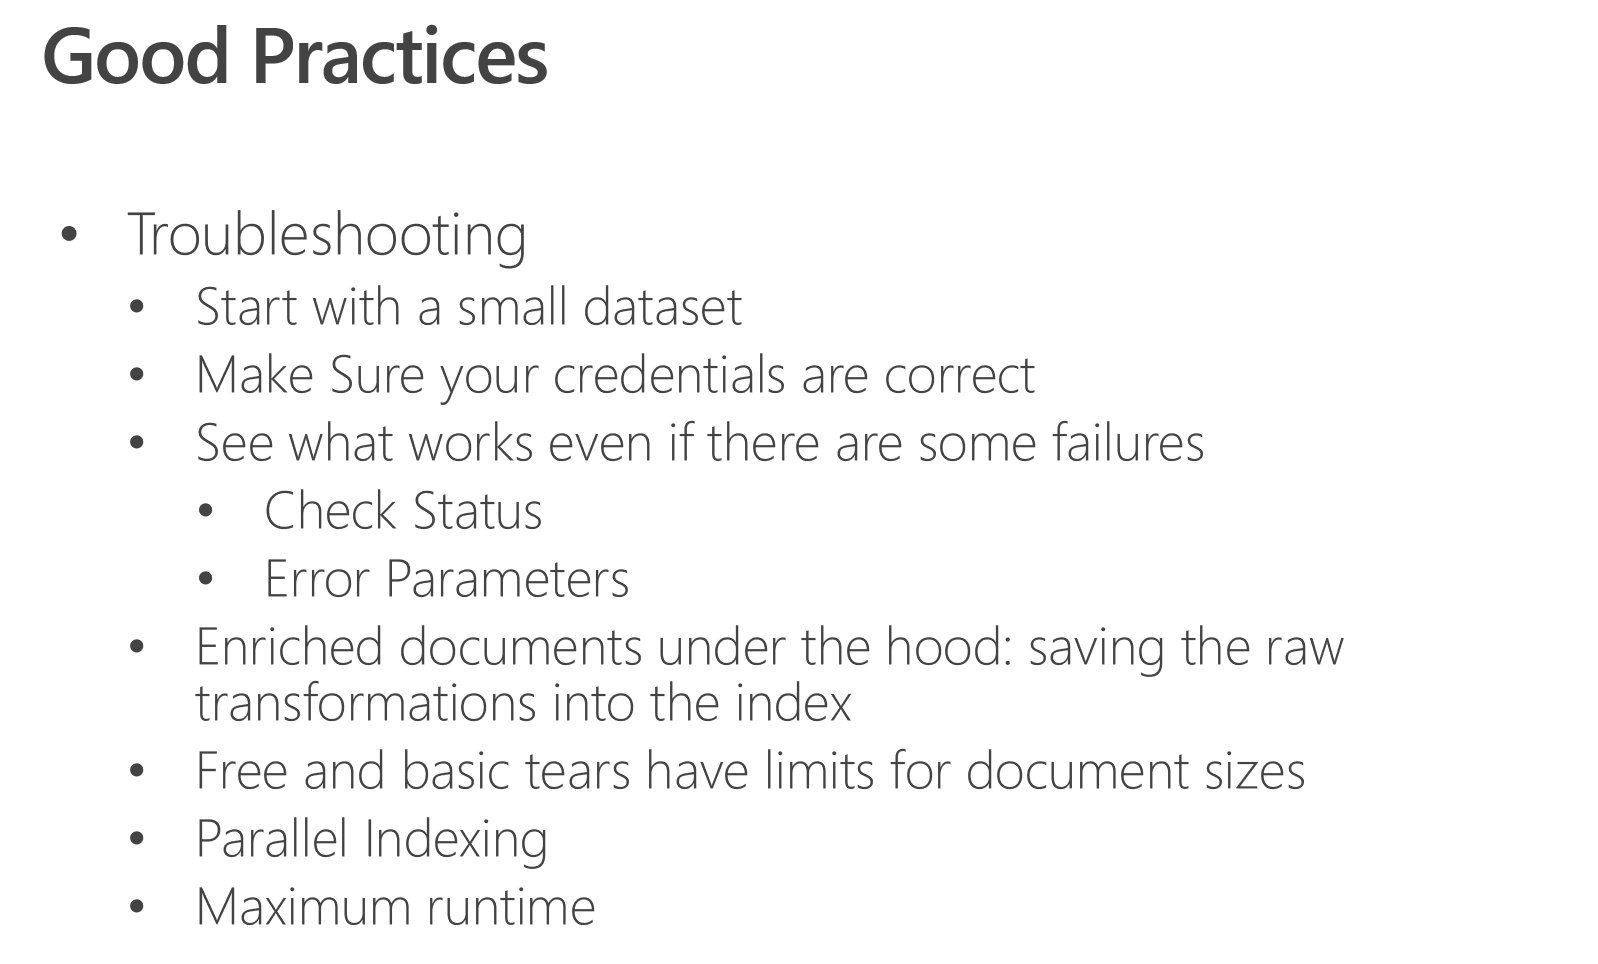 Good Practices
• Troubleshooting
• Start with a small dataset
• Make Sure your credentials are correct
• See what works even if there are some failures
• Check Status
• Error Parameters
• Enriched documents under the hood: saving the raw
transformations into the index
• Free and basic tears have limits for document sizes
• Parallel Indexing
• Maximum runtime